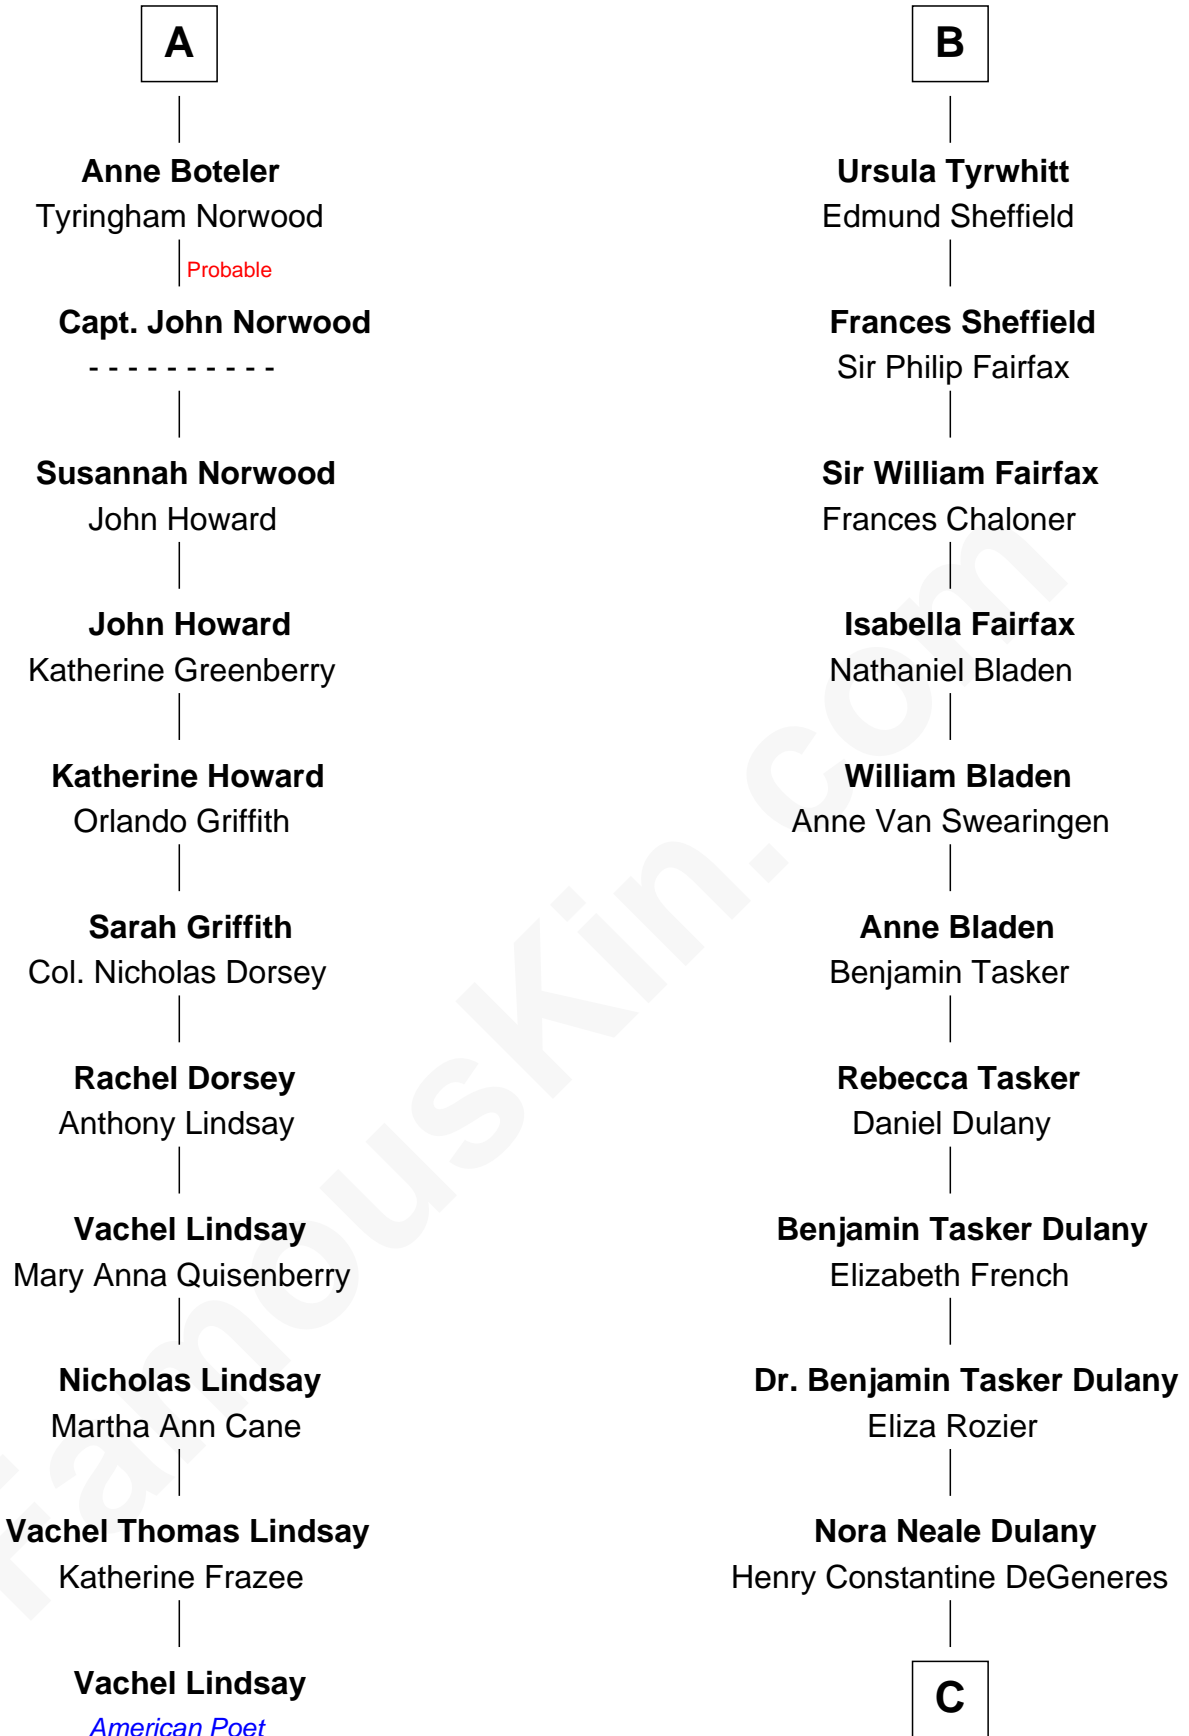 A
Anne Boteler
Tyringham Norwood
Probable
Capt. John Norwood
- - - - - - - - - -
Susannah Norwood
John Howard
John Howard
Katherine Greenberry
Katherine Howard
Orlando Griffith
Sarah Griffith
Col. Nicholas Dorsey
Rachel Dorsey
Anthony Lindsay
Vachel Lindsay
Mary Anna Quisenberry
Nicholas Lindsay
Martha Ann Cane
Vachel Thomas Lindsay
Katherine Frazee
Vachel Lindsay
American Poet
B
Ursula Tyrwhitt
Edmund Sheffield
Frances Sheffield
Sir Philip Fairfax
Sir William Fairfax
Frances Chaloner
Isabella Fairfax
Nathaniel Bladen
William Bladen
Anne Van Swearingen
Anne Bladen
Benjamin Tasker
Rebecca Tasker
Daniel Dulany
Benjamin Tasker Dulany
Elizabeth French
Dr. Benjamin Tasker Dulany
Eliza Rozier
Nora Neale Dulany
Henry Constantine DeGeneres
C
FamousKin.com